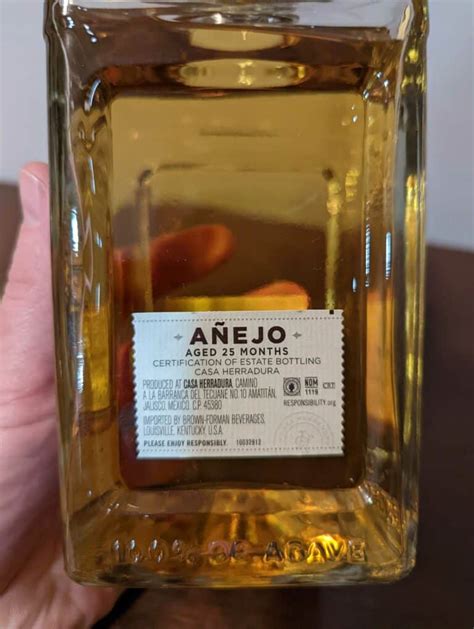 AÑEJO
AGED 25 MONTHS
CERTIFICATION OF ESTATE BOTTLING
CASA HERRADURA
PRODUCED AT CASA HERRADURA, CAMINO
A LA BARRANCA DEL TECUANE NO. 10 AMATITÁN,
JALISCO, MEXICO, C.P. 45380
NOM
1119
CRT
RESPONSIBILITY.org
IMPORTED BY BROWN-FORMAN BEVERAGES,
LOUISVILLE, KENTUCKY, U.S.A.
PLEASE ENJOY RESPONSIBLY. 10032912
100% DE AGAVE